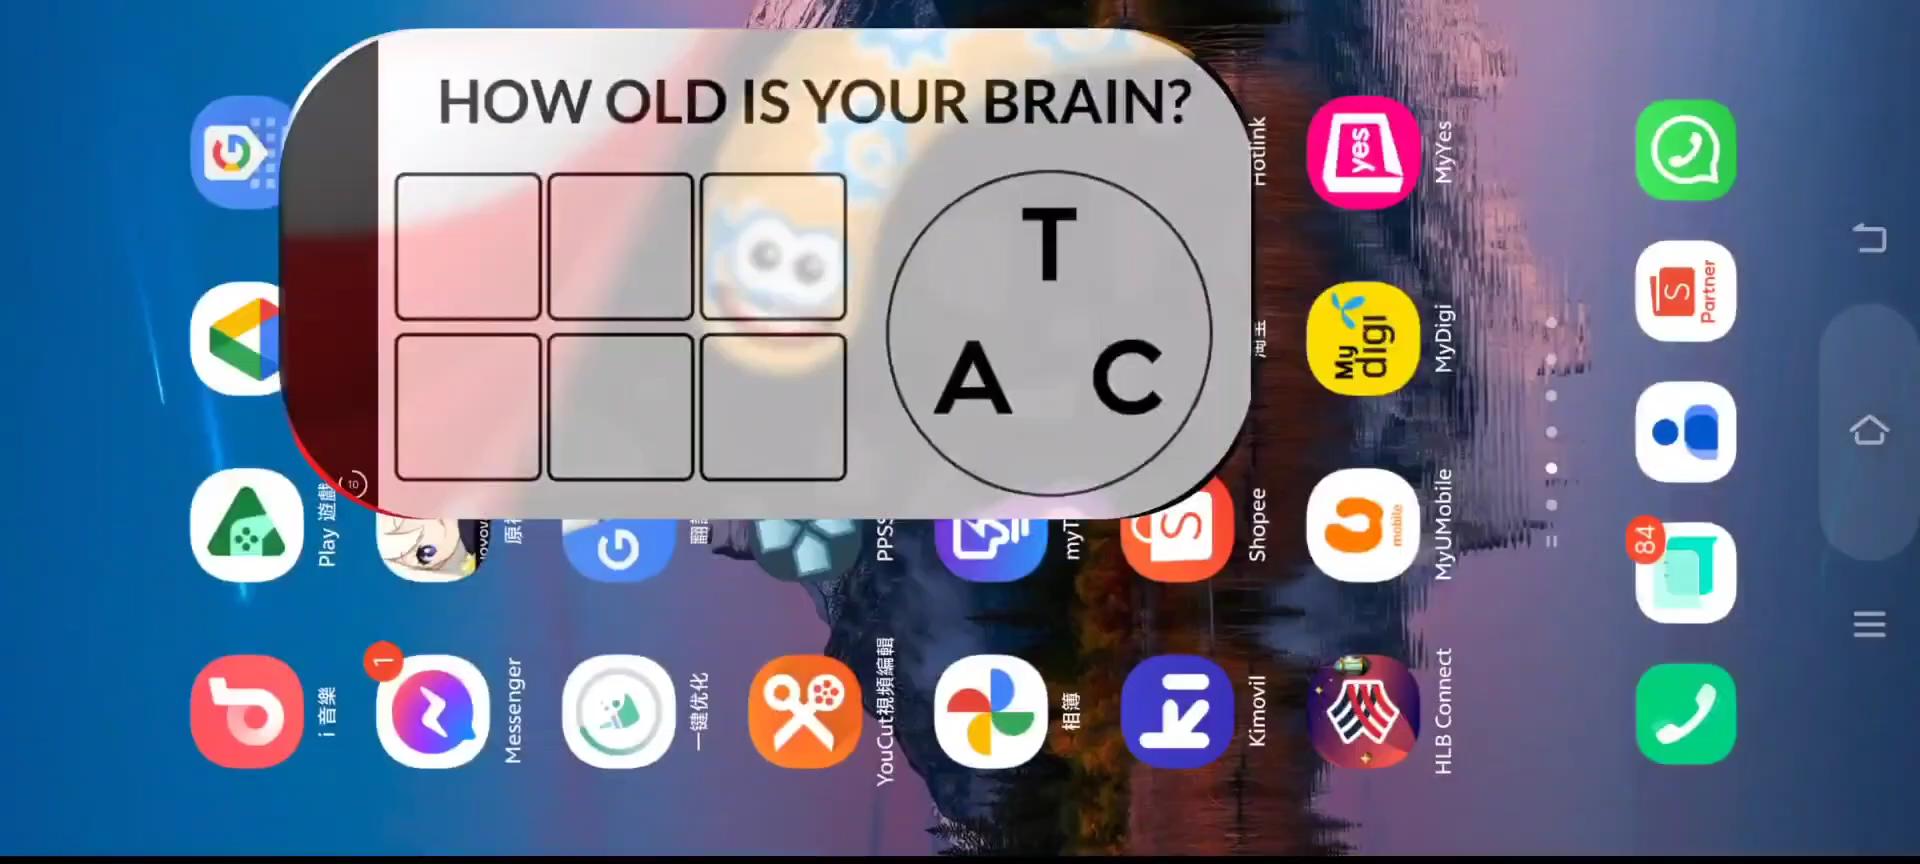 HOW OLD IS YOUR BRAIN?
T
A C
10
Hotlink
yes
MyYes
My
digi
MyDigi
S
Partner
Play 遊戲
PPSS
Shopee
mobile
MyUMobile
84
i 音樂
1
Messenger
一键优化
YouCut視頻編輯
相簿
KI
Kimovil
HLB Connect